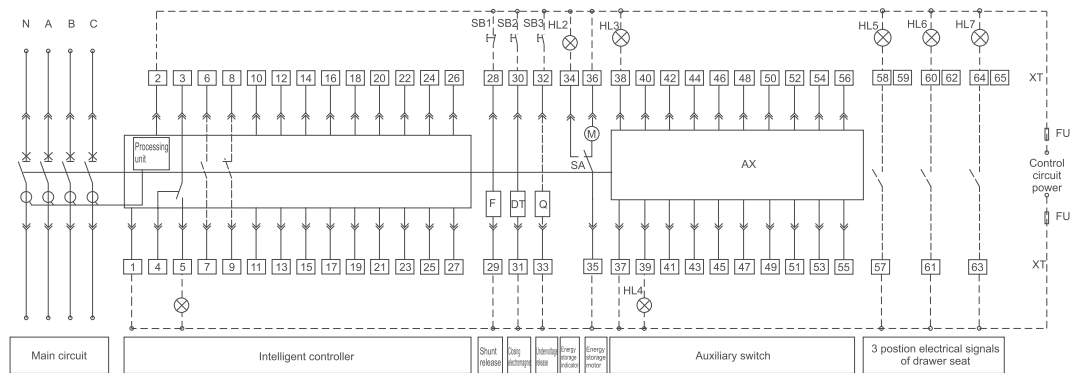 N A B C
SB1 SB2 SB3 HL2 HL3 HL5 HL6 HL7
2 3 6 8 10 12 14 16 18 20 22 24 26 28 30 32 34 36 38 40 42 44 46 48 50 52 54 56 58 59 60 62 64 65 XT
M
FU
Processing
unit
AX
SA
Control
circuit
power
F DT Q
FU
1 4 5 7 9 11 13 15 17 19 21 23 25 27 29 31 33 35 37 39 41 43 45 47 49 51 53 55 57 61 63 XT
HL4
Main circuit
Intelligent controller
Shunt
release
Closing
electromagnet
Undervoltage
release
Energy
storage
indicator
Energy
storage
motor
Auxiliary switch
3 postion electrical signals
of drawer seat